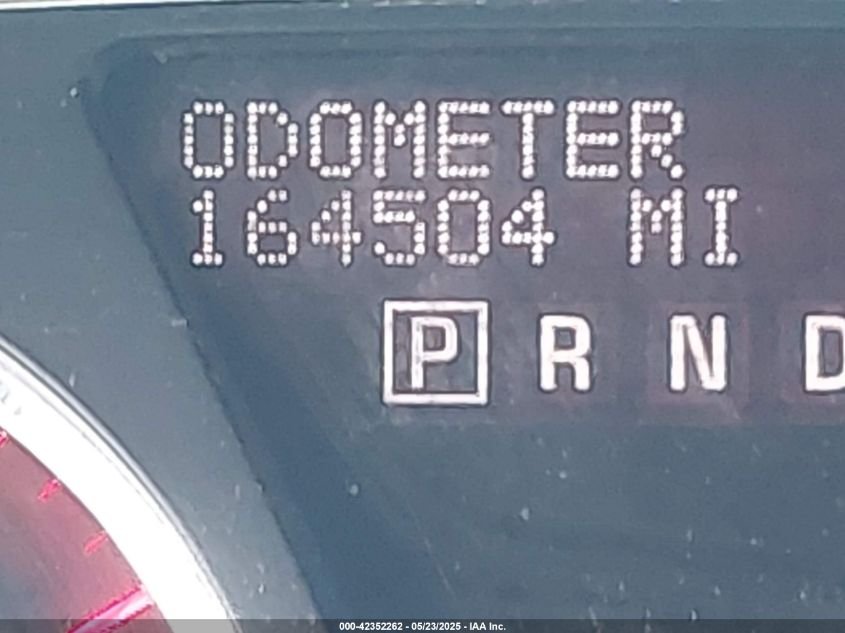 ODOMETER
164504 MI
P R N D
000-42352262 - 05/23/2025 - IAA Inc.